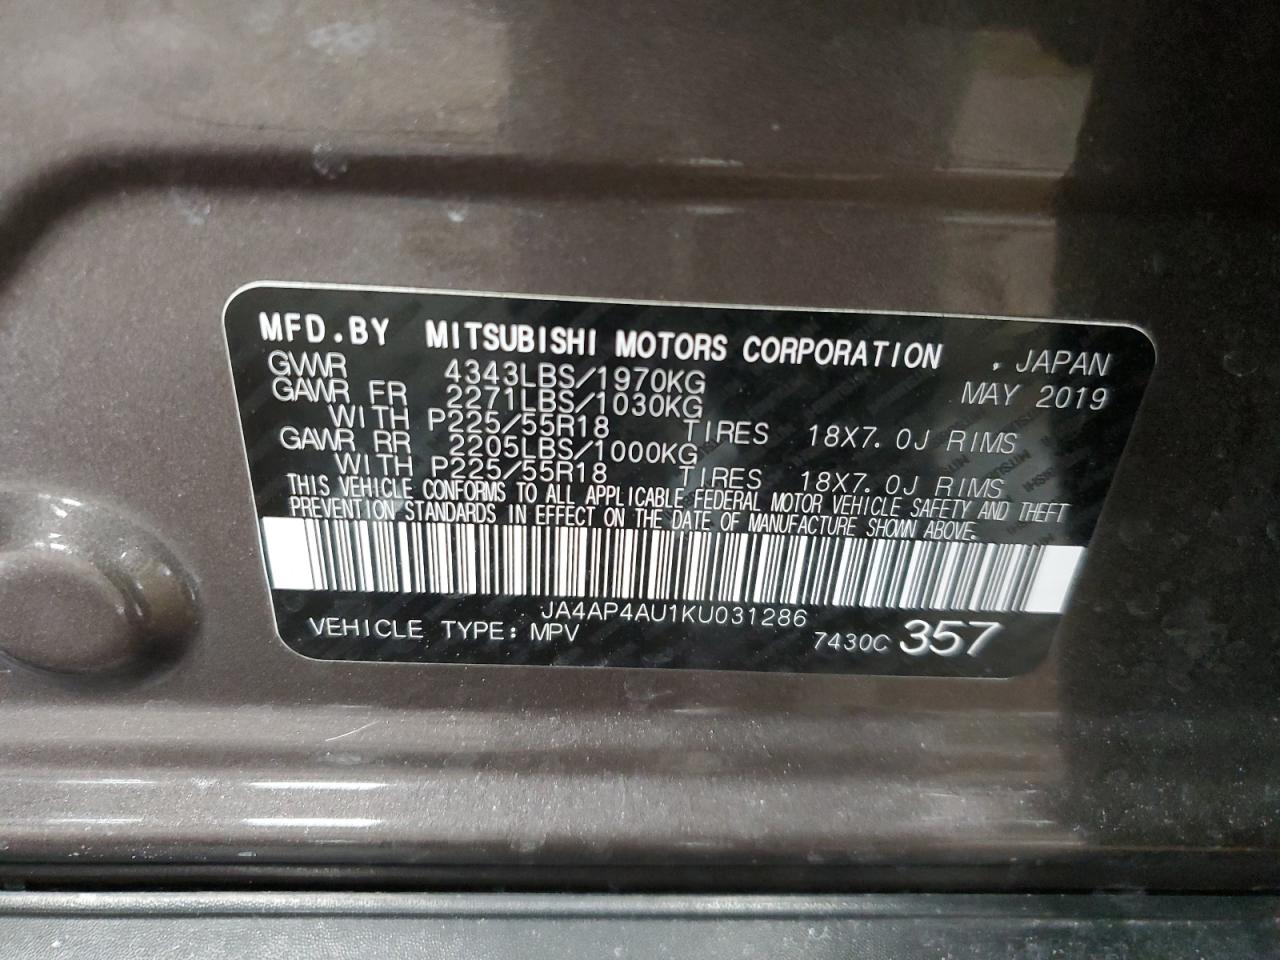 MFD.BY MITSUBISHI MOTORS CORPORATION , JAPAN
GVWR 4343LBS/1970KG MAY 2019
GAWR FR 2271LBS/1030KG
WITH P225/55R18 TIRES 18X7.0J RIMS
GAWR RR 2205LBS/1000KG
WITH P225/55R18 TIRES 18X7.0J RIMS
THIS VEHICLE CONFORMS TO ALL APPLICABLE FEDERAL MOTOR VEHICLE SAFETY AND THEFT
PREVENTION STANDARDS IN EFFECT ON THE DATE OF MANUFACTURE SHOWN ABOVE.
JA4AP4AU1KU031286
VEHICLE TYPE: MPV 7430C 357